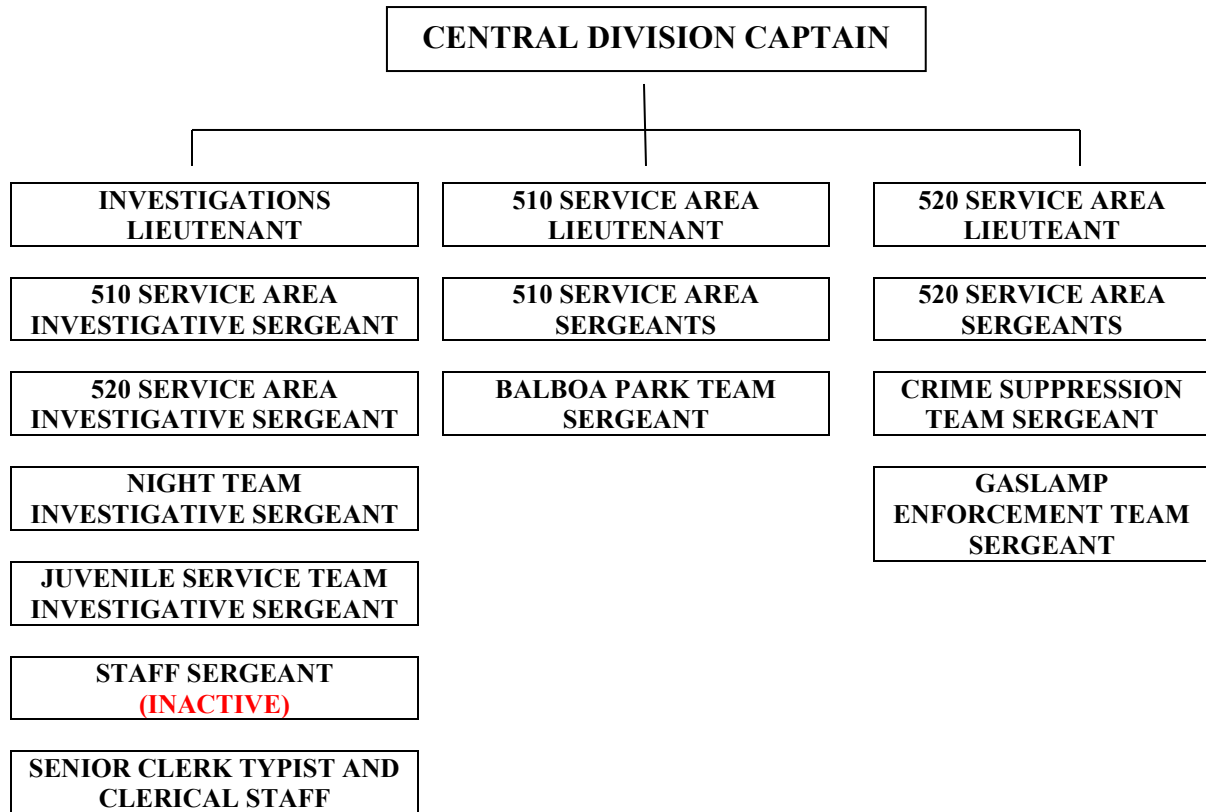 CENTRAL DIVISION CAPTAIN
INVESTIGATIONS
LIEUTENANT
510 SERVICE AREA
INVESTIGATIVE SERGEANT
520 SERVICE AREA
INVESTIGATIVE SERGEANT
NIGHT TEAM
INVESTIGATIVE SERGEANT
JUVENILE SERVICE TEAM
INVESTIGATIVE SERGEANT
STAFF SERGEANT
(INACTIVE)
SENIOR CLERK TYPIST AND
CLERICAL STAFF
510 SERVICE AREA
LIEUTENANT
510 SERVICE AREA
SERGEANTS
BALBOA PARK TEAM
SERGEANT
520 SERVICE AREA
LIEUTEANT
520 SERVICE AREA
SERGEANTS
CRIME SUPPRESSION
TEAM SERGEANT
GASLAMP
ENFORCEMENT TEAM
SERGEANT